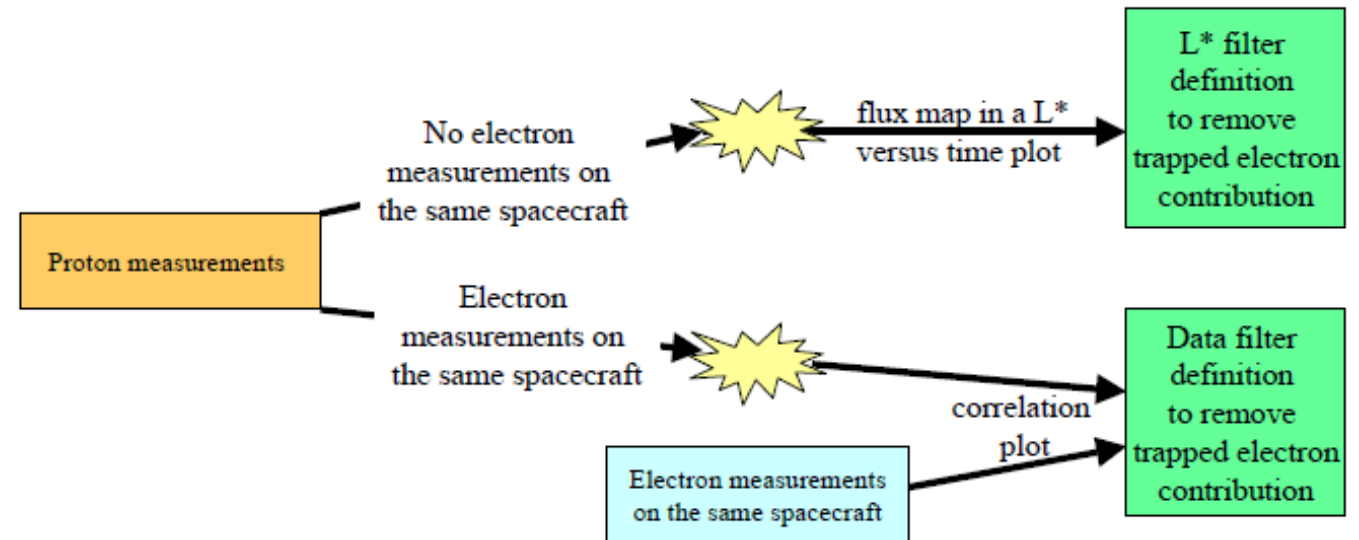 Proton measurements
No electron
measurements on
the same spacecraft
flux map in a L*
versus time plot
L* filter
definition
to remove
trapped electron
contribution
Electron
measurements on
the same spacecraft
correlation
plot
Electron measurements
on the same spacecraft
Data filter
definition
to remove
trapped electron
contribution